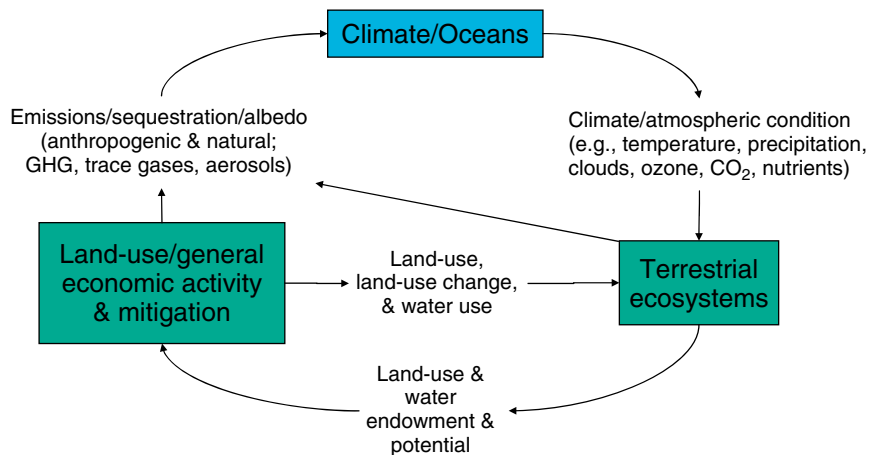 Climate/Oceans
Emissions/sequestration/albedo
(anthropogenic & natural;
GHG, trace gases, aerosols)
Climate/atmospheric condition
(e.g., temperature, precipitation,
clouds, ozone, CO₂, nutrients)
Land-use/general
economic activity
& mitigation
Land-use,
land-use change,
& water use
Terrestrial
ecosystems
Land-use &
water
endowment &
potential